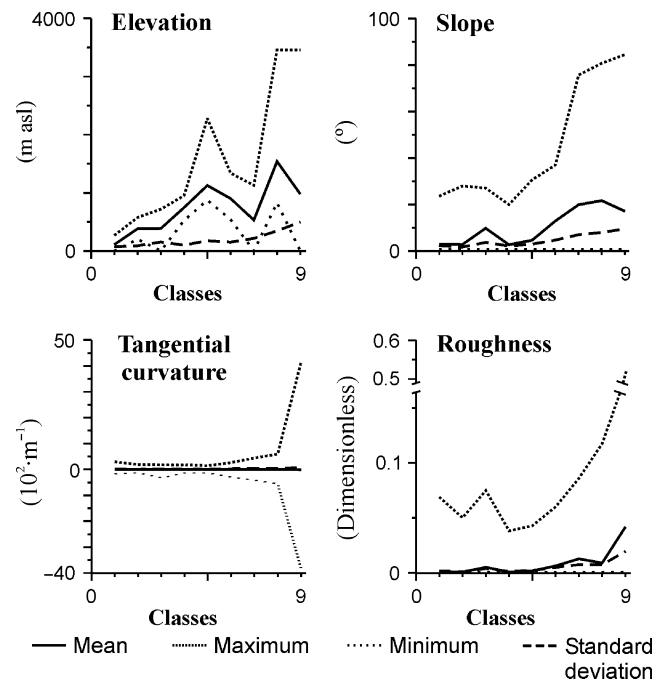 Elevation
4000
(m asl)
0
0
9
Classes
Slope
100
(º)
0
0
9
Classes
Tangential
curvature
50
(10²·m⁻¹)
0
−40
0
9
Classes
Roughness
0.6
0.5
(Dimensionless)
0.1
0
0
9
Classes
Mean
Maximum
Minimum
Standard
deviation